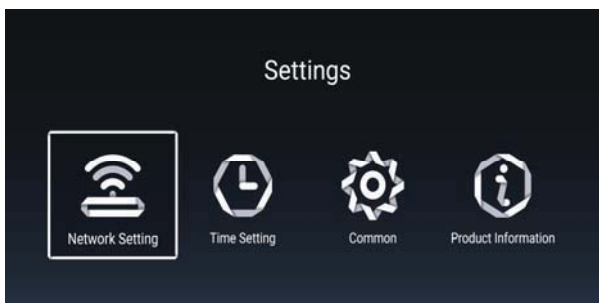 Settings
Network Setting
Time Setting
Common
Product Information